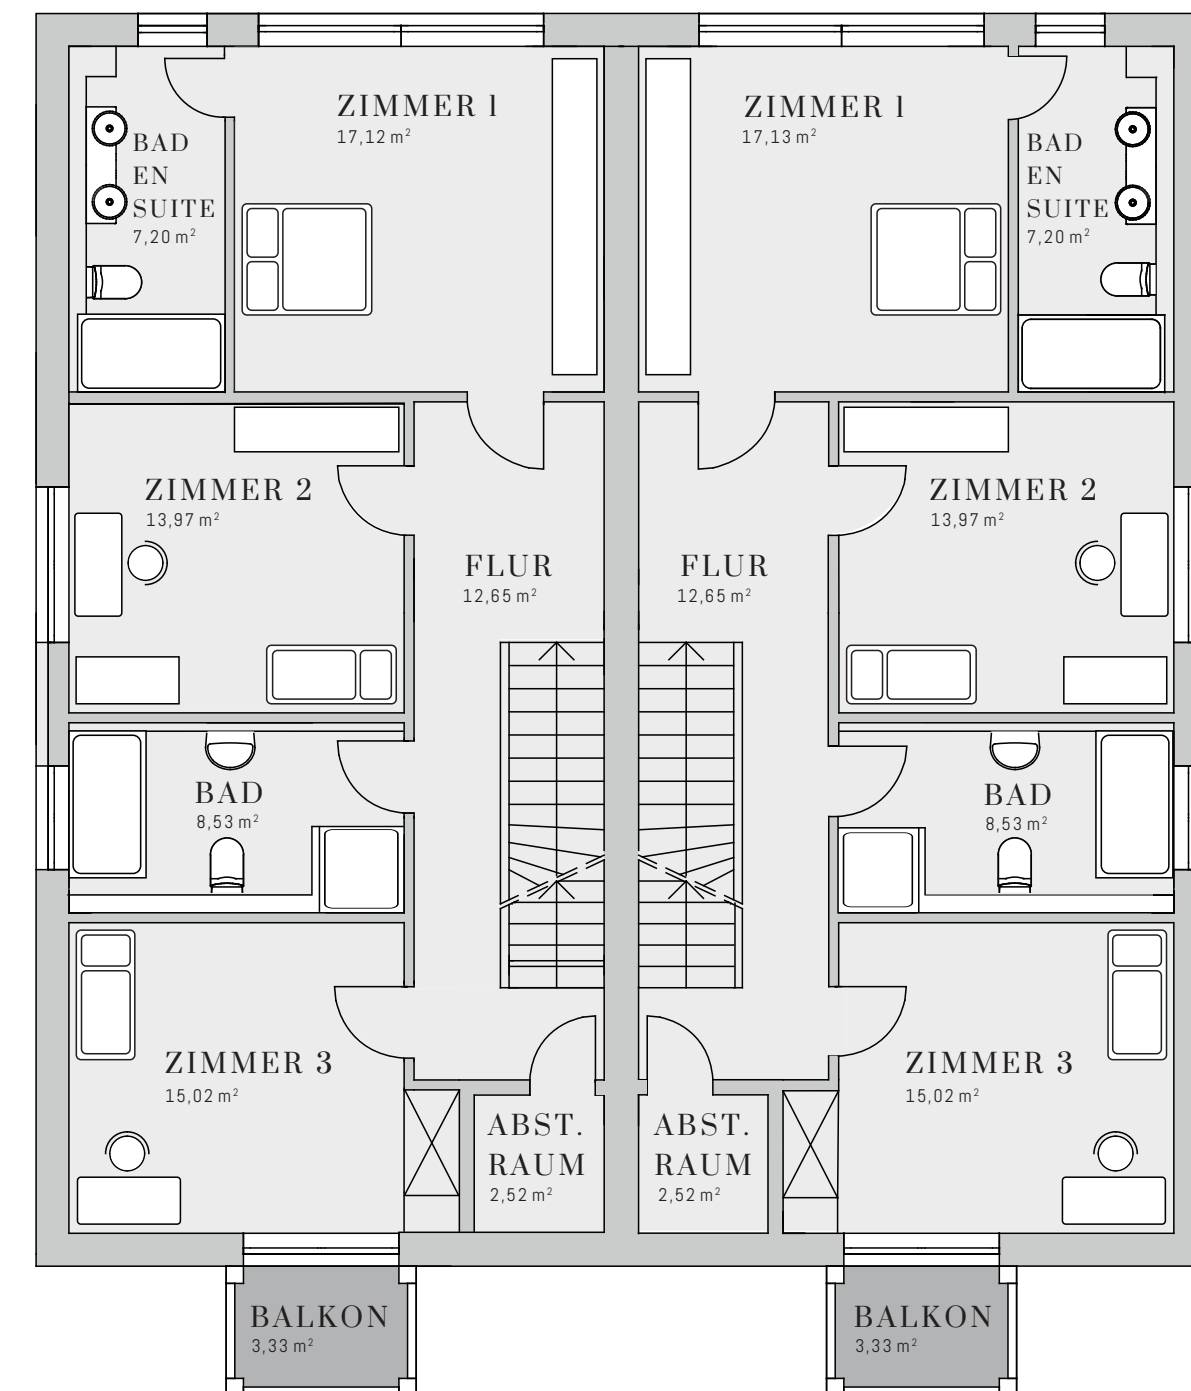 ZIMMER 1
17,12 m²
ZIMMER 1
17,13 m²
BAD
EN
SUITE
7,20 m²
BAD
EN
SUITE
7,20 m²
ZIMMER 2
13,97 m²
ZIMMER 2
13,97 m²
FLUR
12,65 m²
FLUR
12,65 m²
BAD
8,53 m²
BAD
8,53 m²
ZIMMER 3
15,02 m²
ZIMMER 3
15,02 m²
ABST.
RAUM
2,52 m²
ABST.
RAUM
2,52 m²
BALKON
3,33 m²
BALKON
3,33 m²